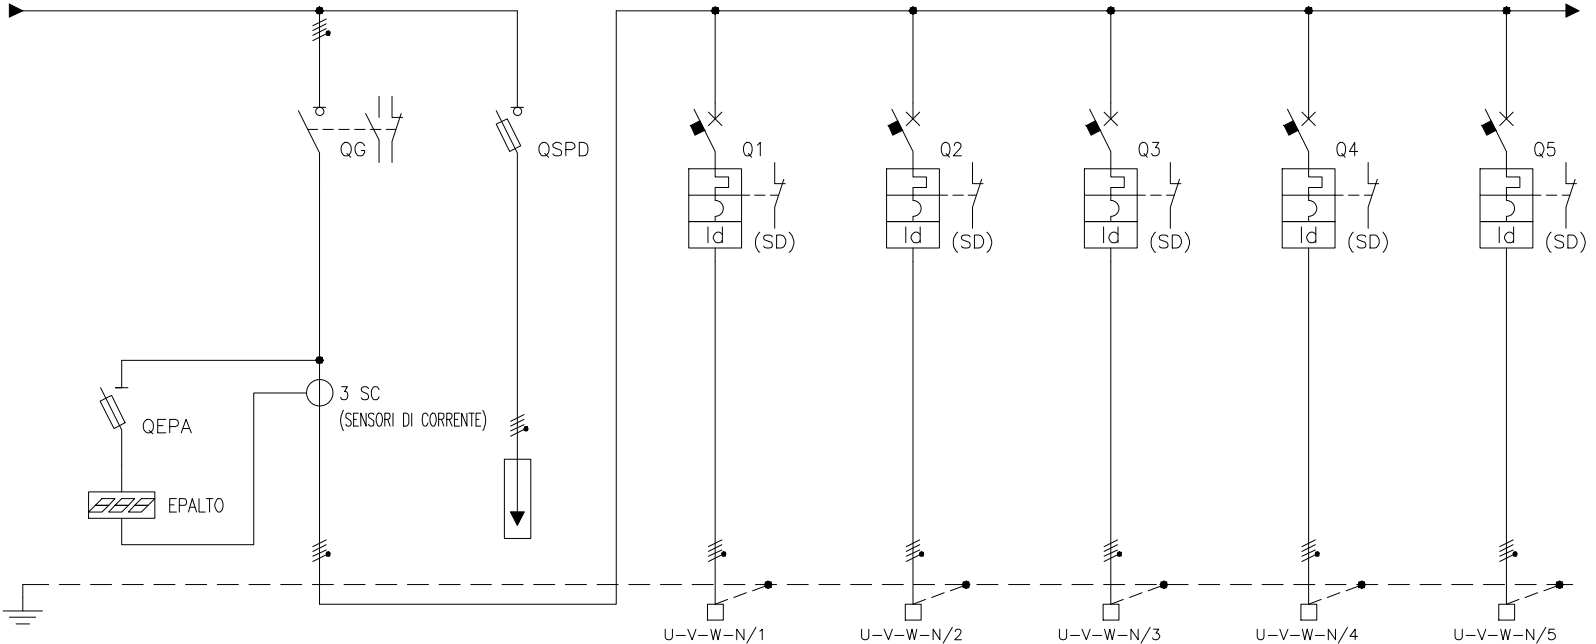 QG
QSPD
Q1
Q2
Q3
Q4
Q5
Id
(SD)
Id
(SD)
Id
(SD)
Id
(SD)
Id
(SD)
3 SC
(SENSORI DI CORRENTE)
QEPA
EPALTO
U-V-W-N/1
U-V-W-N/2
U-V-W-N/3
U-V-W-N/4
U-V-W-N/5